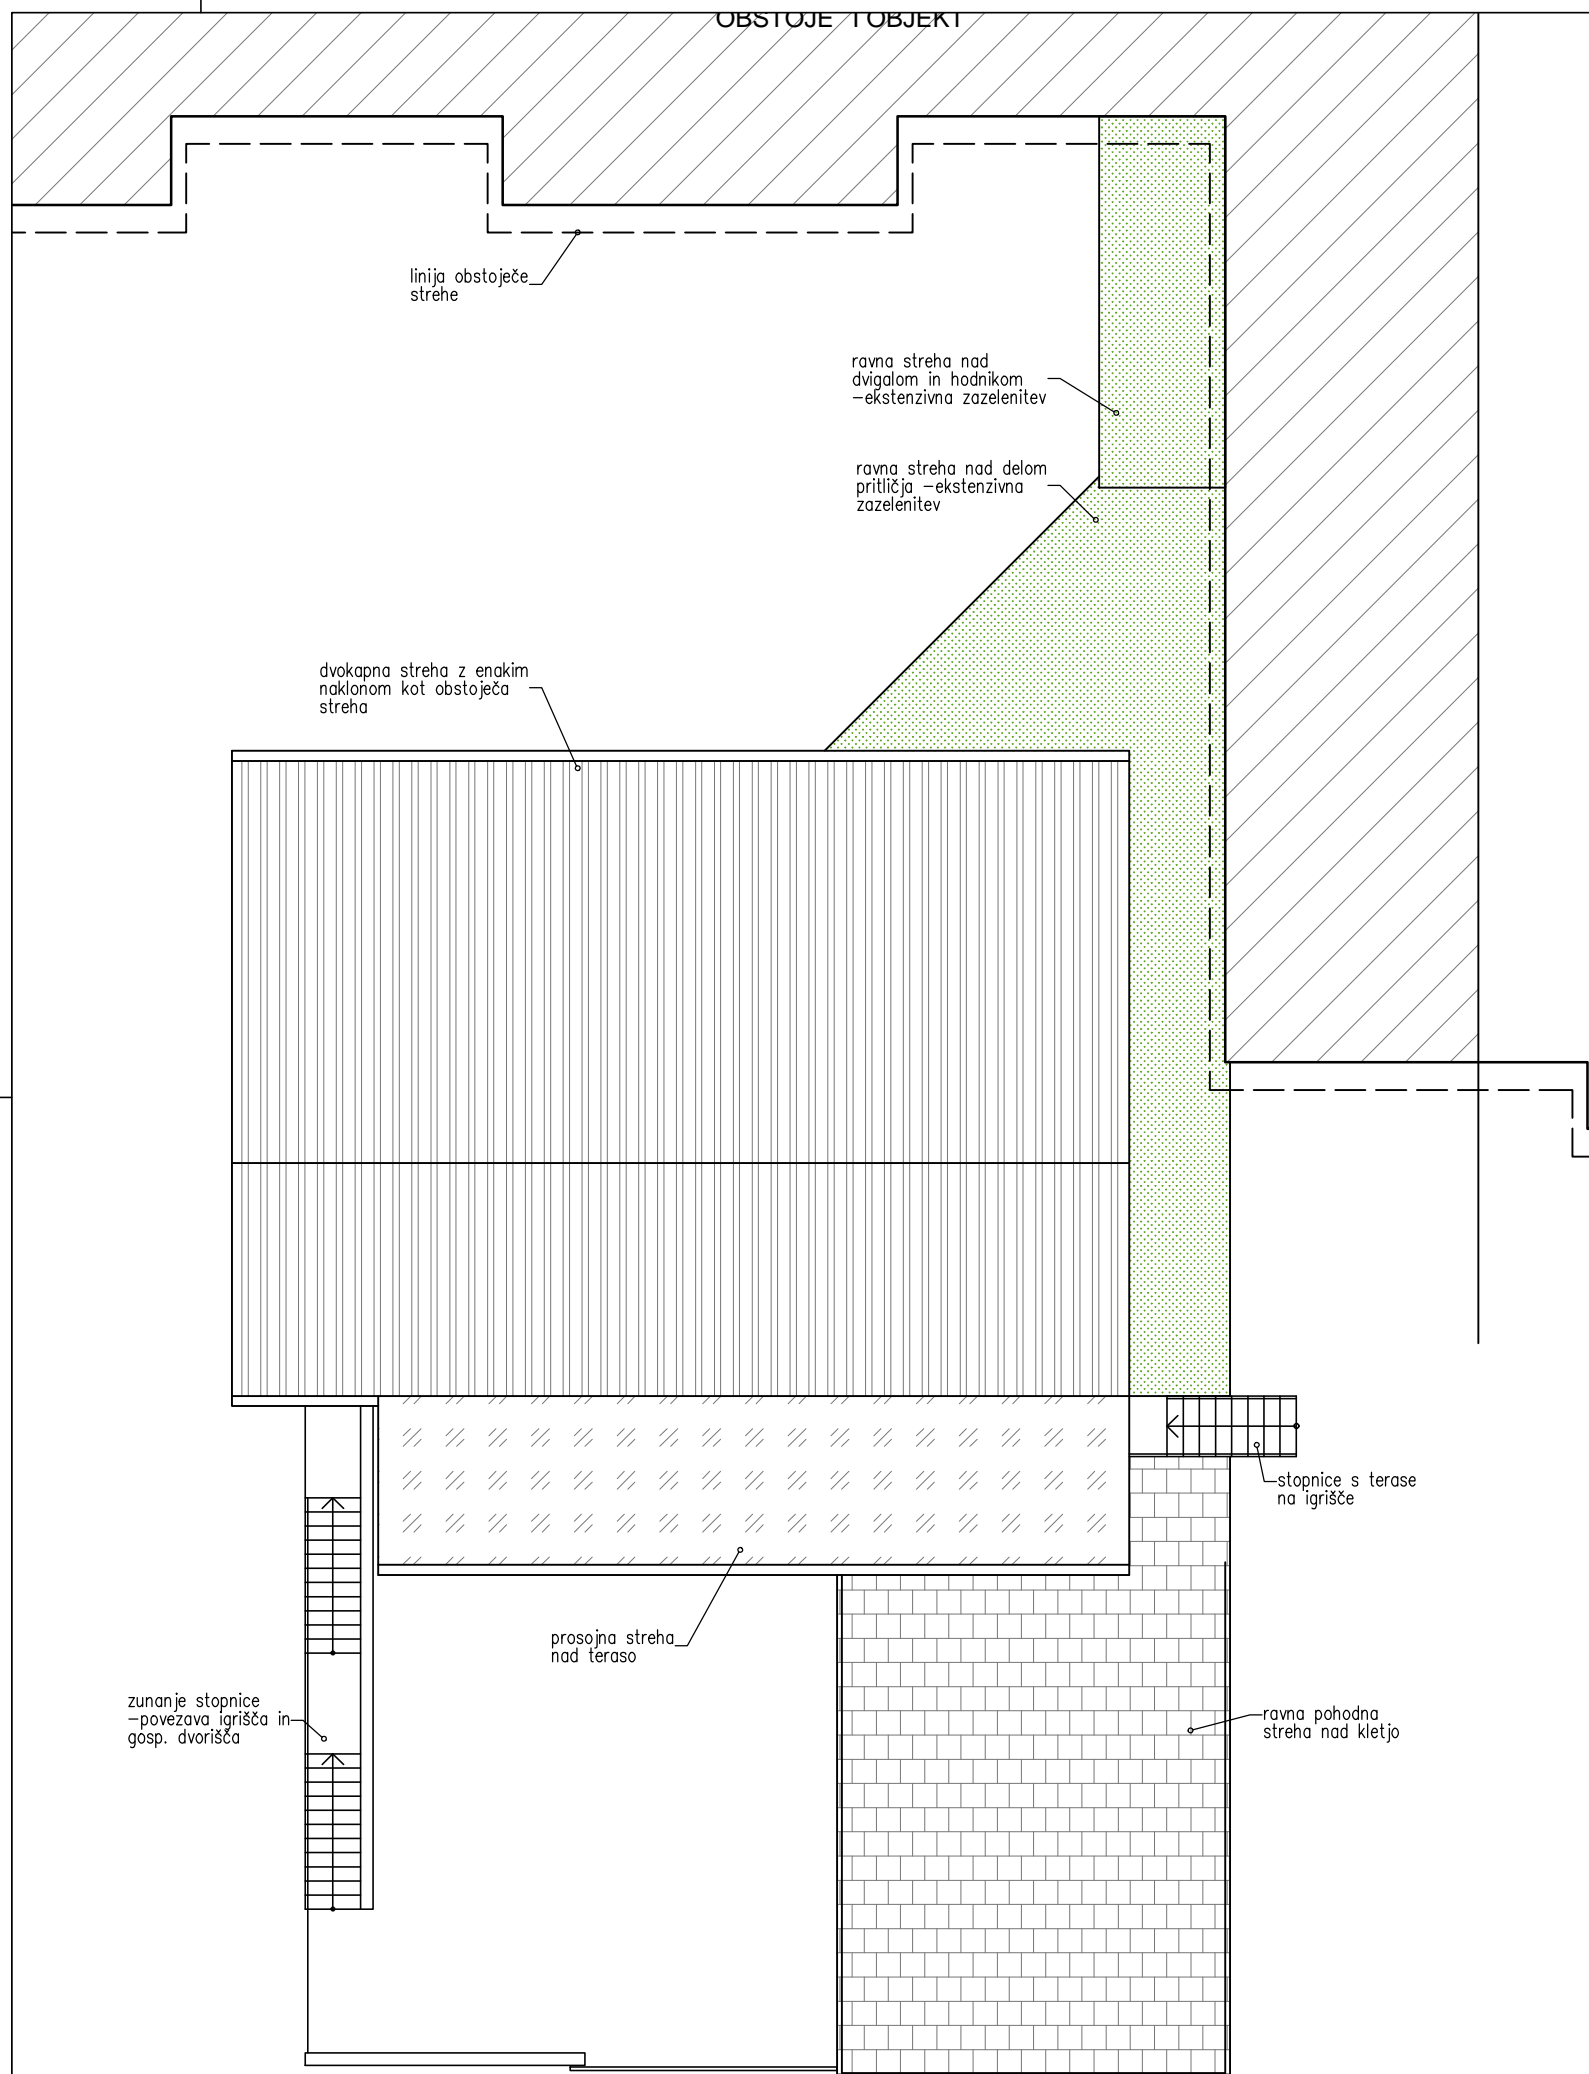 OBSTOJE I OBJEKT
linija obstoječe
strehe
ravna streha nad
dvigalom in hodnikom
-ekstenzivna zazelenitev
ravna streha nad delom
pritličja -ekstenzivna
zazelenitev
dvokapna streha z enakim
naklonom kot obstoječa
streha
stopnice s terase
na igrišče
prosojna streha
nad teraso
zunanje stopnice
-povezava igrišča in
gosp. dvorišča
ravna pohodna
streha nad kletjo